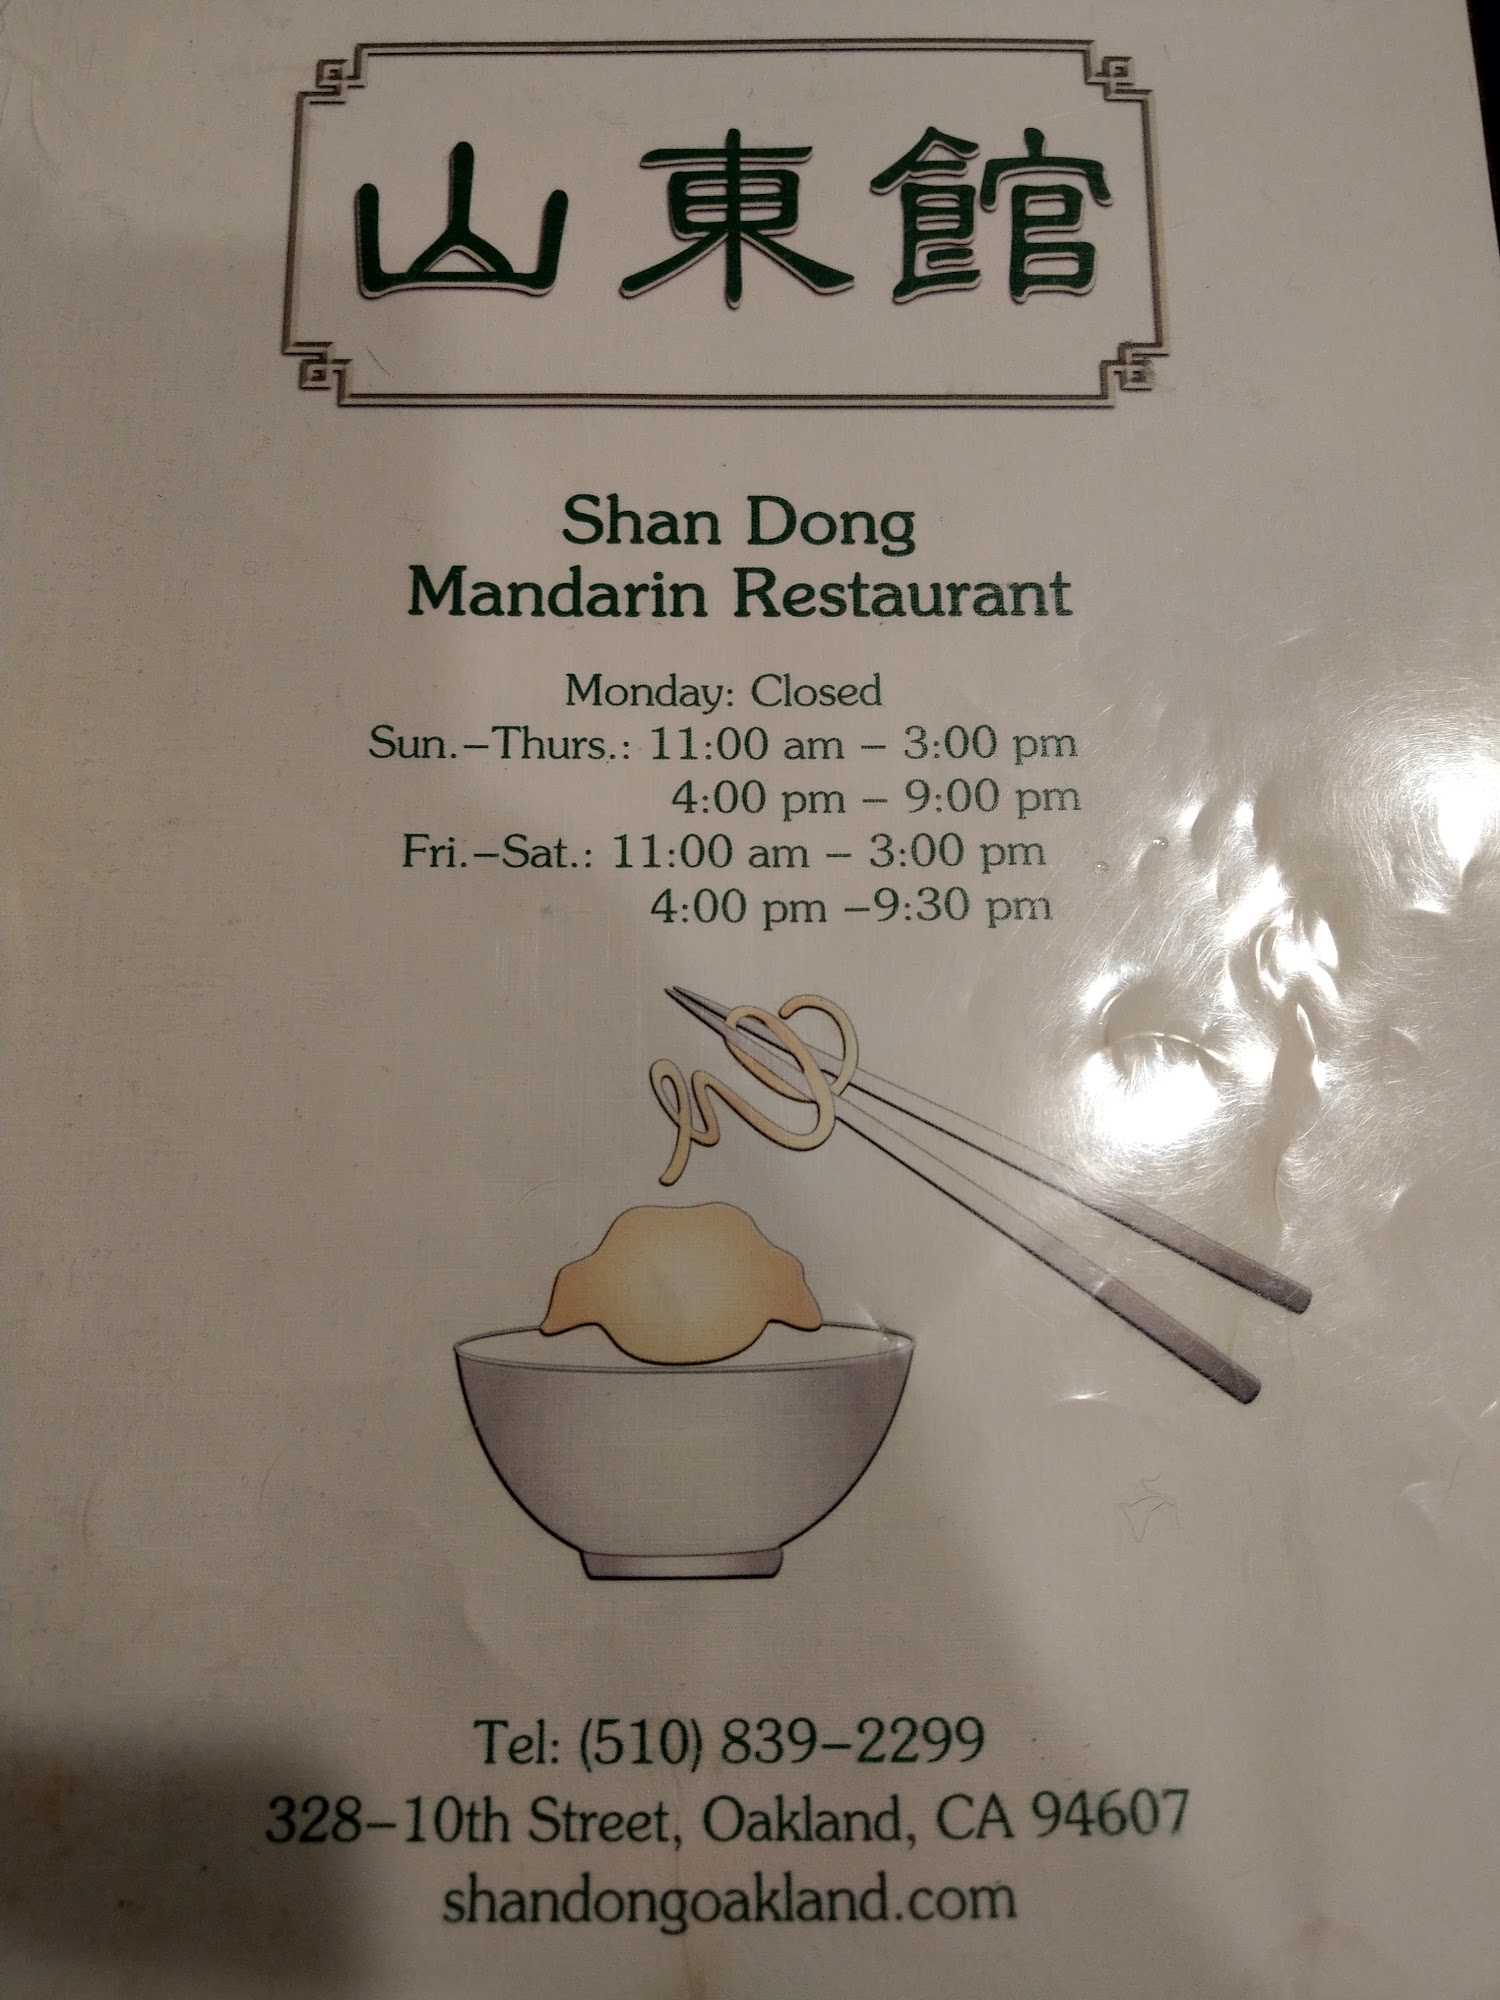 山東館
Shan Dong
Mandarin Restaurant
Monday: Closed
Sun.–Thurs.: 11:00 am – 3:00 pm
4:00 pm – 9:00 pm
Fri.–Sat.: 11:00 am – 3:00 pm
4:00 pm –9:30 pm
Tel: (510) 839–2299
328–10th Street, Oakland, CA 94607
shandongoakland.com